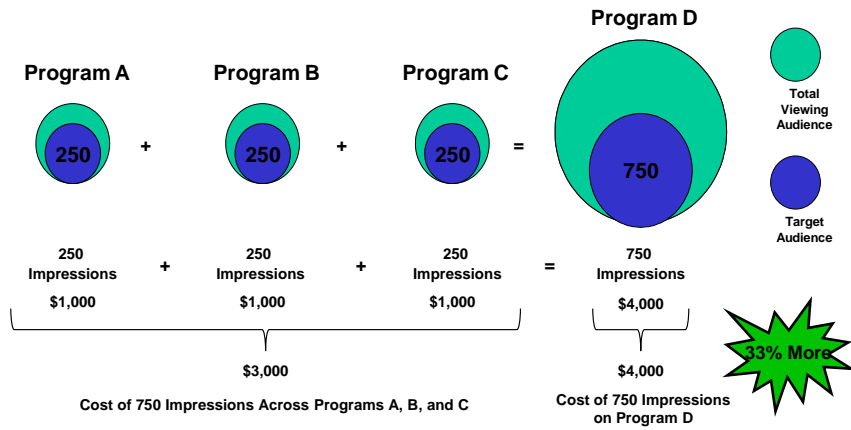 Program D
Program A
Program B
Program C
250
+
250
+
250
=
750
Total
Viewing
Audience
Target
Audience
250
Impressions
+
250
Impressions
+
250
Impressions
=
750
Impressions
$1,000
$1,000
$1,000
$4,000
33% More
$3,000
$4,000
Cost of 750 Impressions Across Programs A, B, and C
Cost of 750 Impressions
on Program D